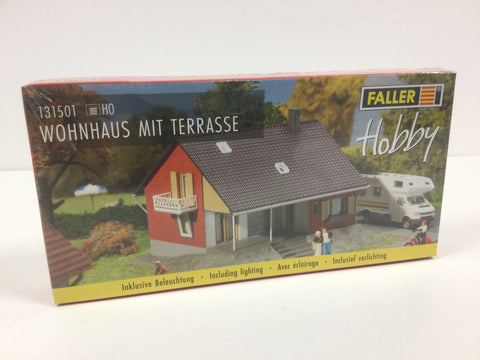 131501 HO
WOHNHAUS MIT TERRASSE
FALLER
Hobby
Inklusive Beleuchtung · Including lighting · Avec éclairage · Inclusief verlichting